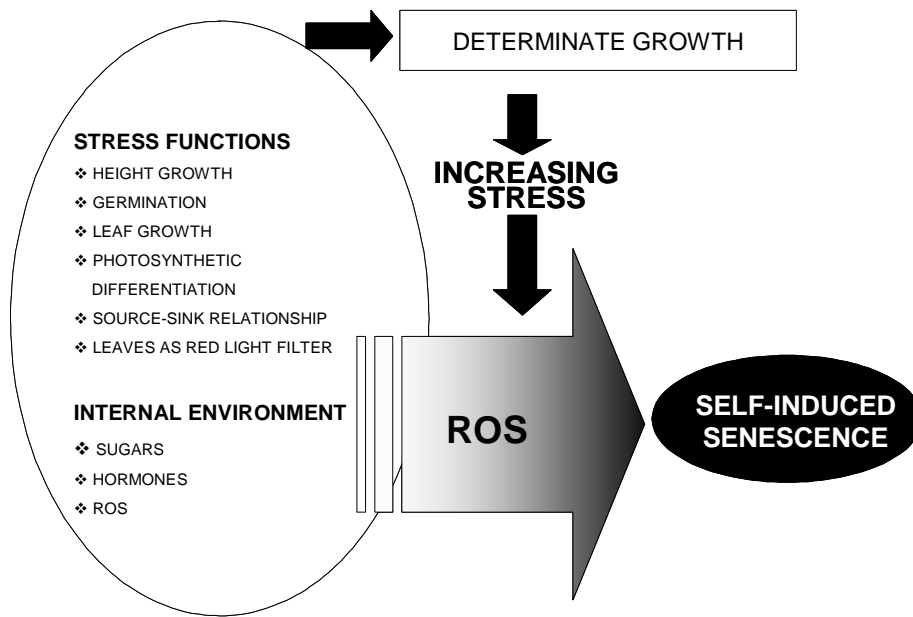 DETERMINATE GROWTH
STRESS FUNCTIONS
❖ HEIGHT GROWTH
❖ GERMINATION
❖ LEAF GROWTH
❖ PHOTOSYNTHETIC
DIFFERENTIATION
❖ SOURCE-SINK RELATIONSHIP
❖ LEAVES AS RED LIGHT FILTER
INTERNAL ENVIRONMENT
❖ SUGARS
❖ HORMONES
❖ ROS
INCREASING
STRESS
ROS
SELF-INDUCED
SENESCENCE